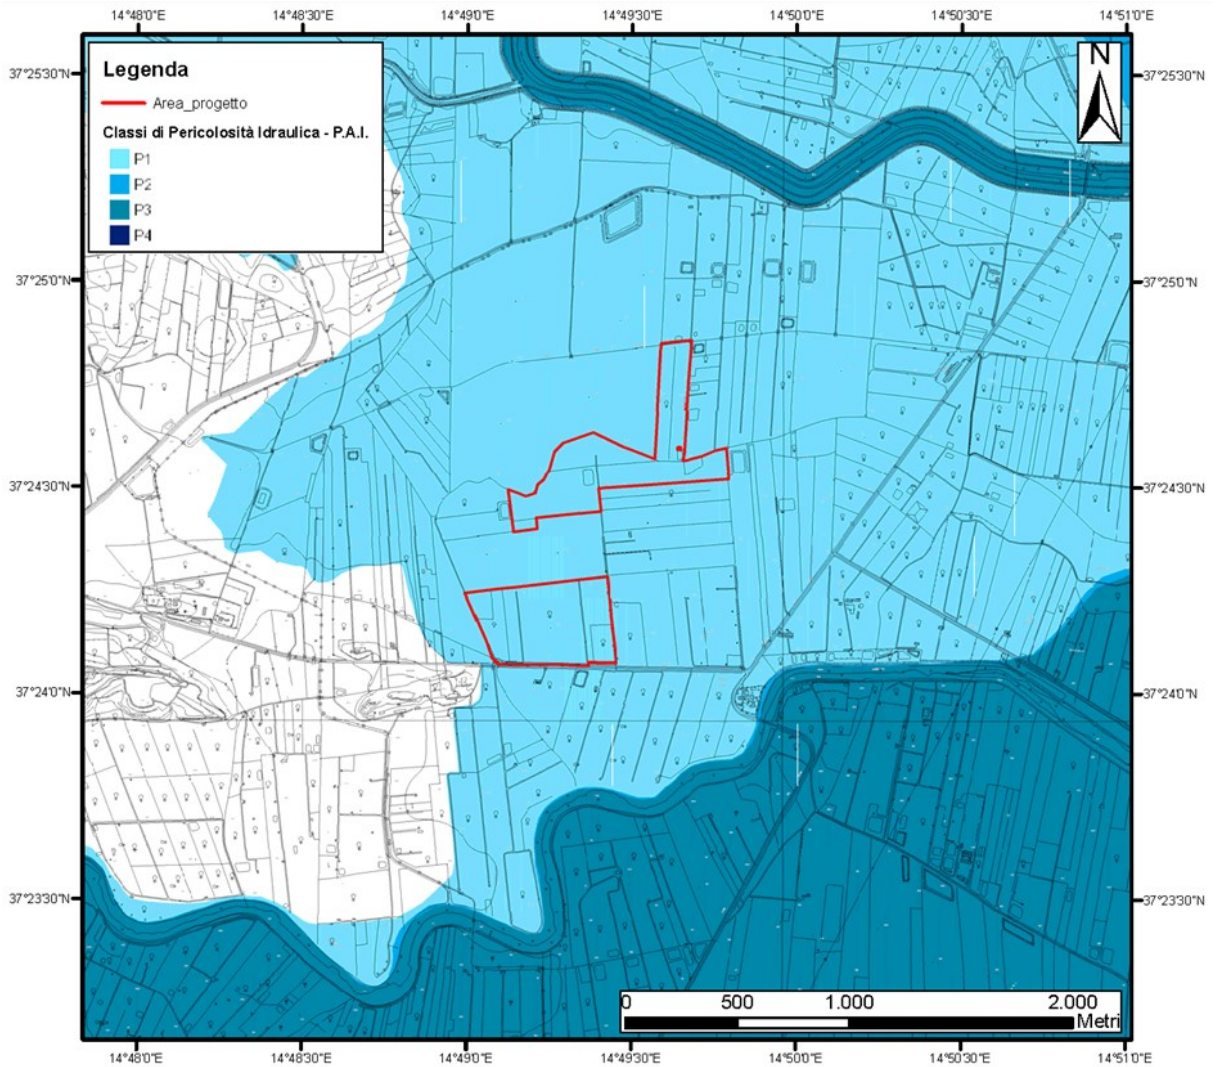 14°48'0"E 14°48'30"E 14°49'0"E 14°49'30"E 14°50'0"E 14°50'30"E 14°51'0"E
37°25'30"N
37°25'30"N
N
Legenda
Area_progetto
Classi di Pericolosità Idraulica - P.A.I.
P1
P2
P3
P4
37°25'0"N
37°25'0"N
37°24'30"N
37°24'30"N
37°24'0"N
37°24'0"N
37°23'30"N
37°23'30"N
0 500 1.000 2.000
Metri
14°48'0"E 14°48'30"E 14°49'0"E 14°49'30"E 14°50'0"E 14°50'30"E 14°51'0"E